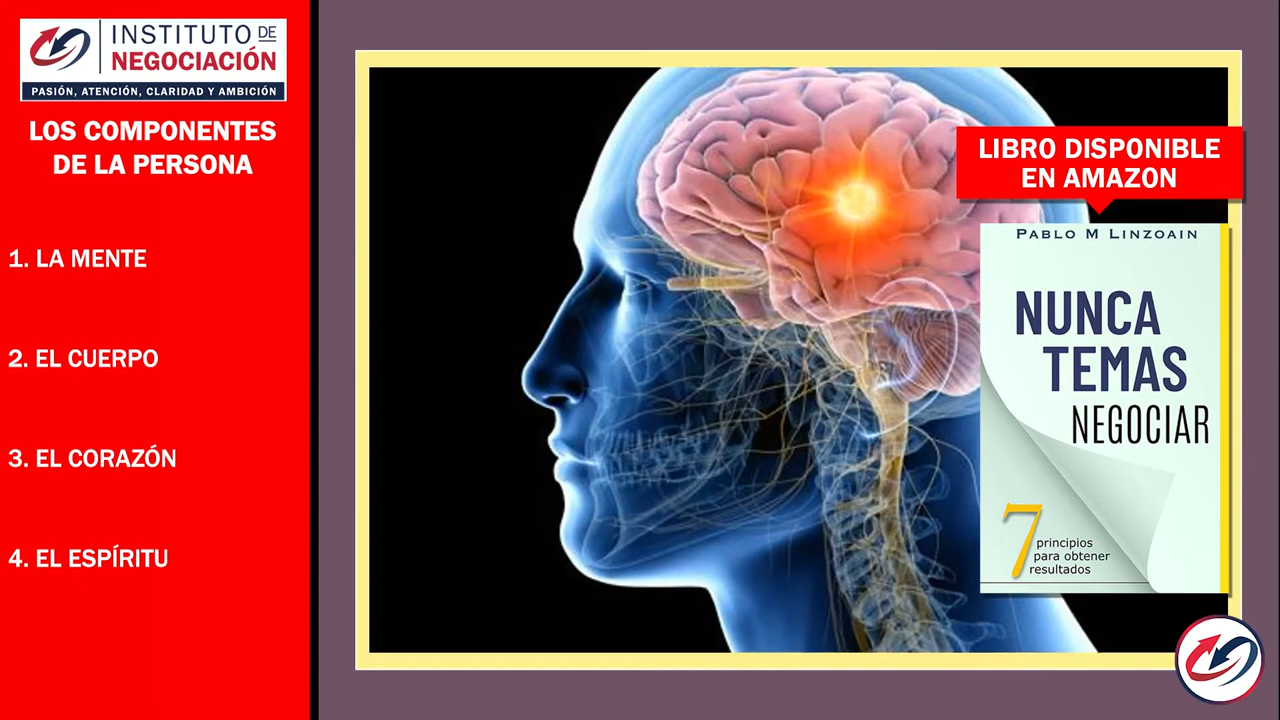 INSTITUTO DE
NEGOCIACIÓN
PASIÓN, ATENCIÓN, CLARIDAD Y AMBICIÓN
LOS COMPONENTES
DE LA PERSONA
1. LA MENTE
2. EL CUERPO
3. EL CORAZÓN
4. EL ESPÍRITU
LIBRO DISPONIBLE
EN AMAZON
PABLO M LINZOAIN
NUNCA
TEMAS
NEGOCIAR
7 principios
para obtener
resultados